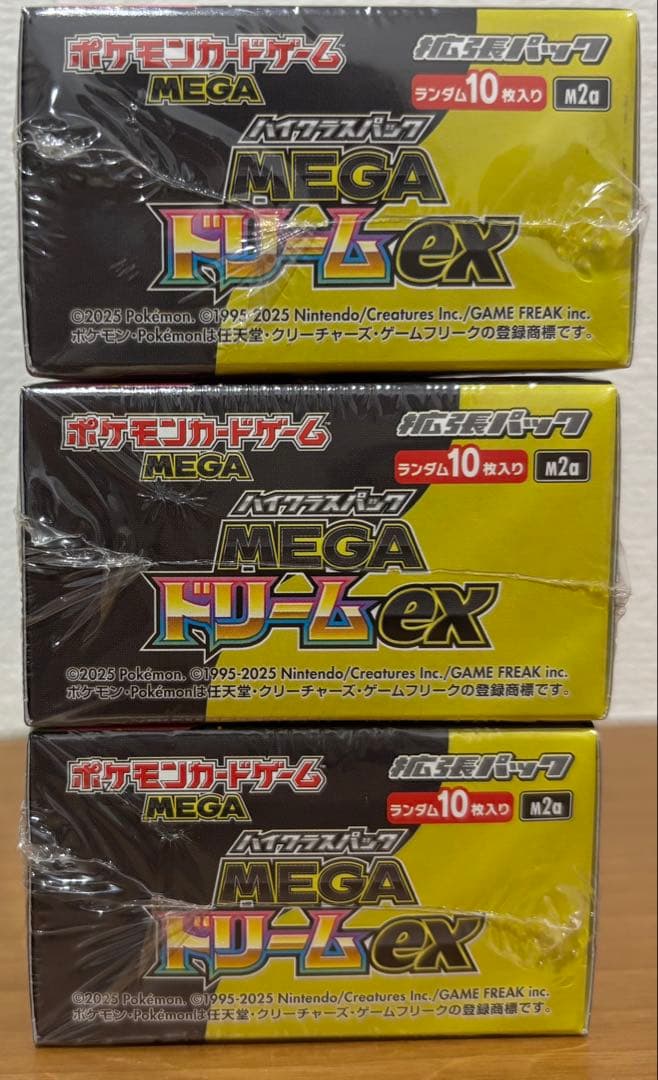 ポケモンカードゲーム 拡張パック
MEGA ランダム10枚入り M2a
ハイクラスパック
MEGA
ドリームex
©2025 Pokémon. ©1995-2025 Nintendo/Creatures Inc./GAME FREAK inc.
ポケモン・Pokémonは任天堂・クリーチャーズ・ゲームフリークの登録商標です。
ポケモンカードゲーム 拡張パック
MEGA ランダム10枚入り M2a
ハイクラスパック
MEGA
ドリームex
©2025 Pokémon. ©1995-2025 Nintendo/Creatures Inc./GAME FREAK inc.
ポケモン・Pokémonは任天堂・クリーチャーズ・ゲームフリークの登録商標です。
ポケモンカードゲーム 拡張パック
MEGA ランダム10枚入り M2a
ハイクラスパック
MEGA
ドリームex
©2025 Pokémon. ©1995-2025 Nintendo/Creatures Inc./GAME FREAK inc.
ポケモン・Pokémonは任天堂・クリーチャーズ・ゲームフリークの登録商標です。